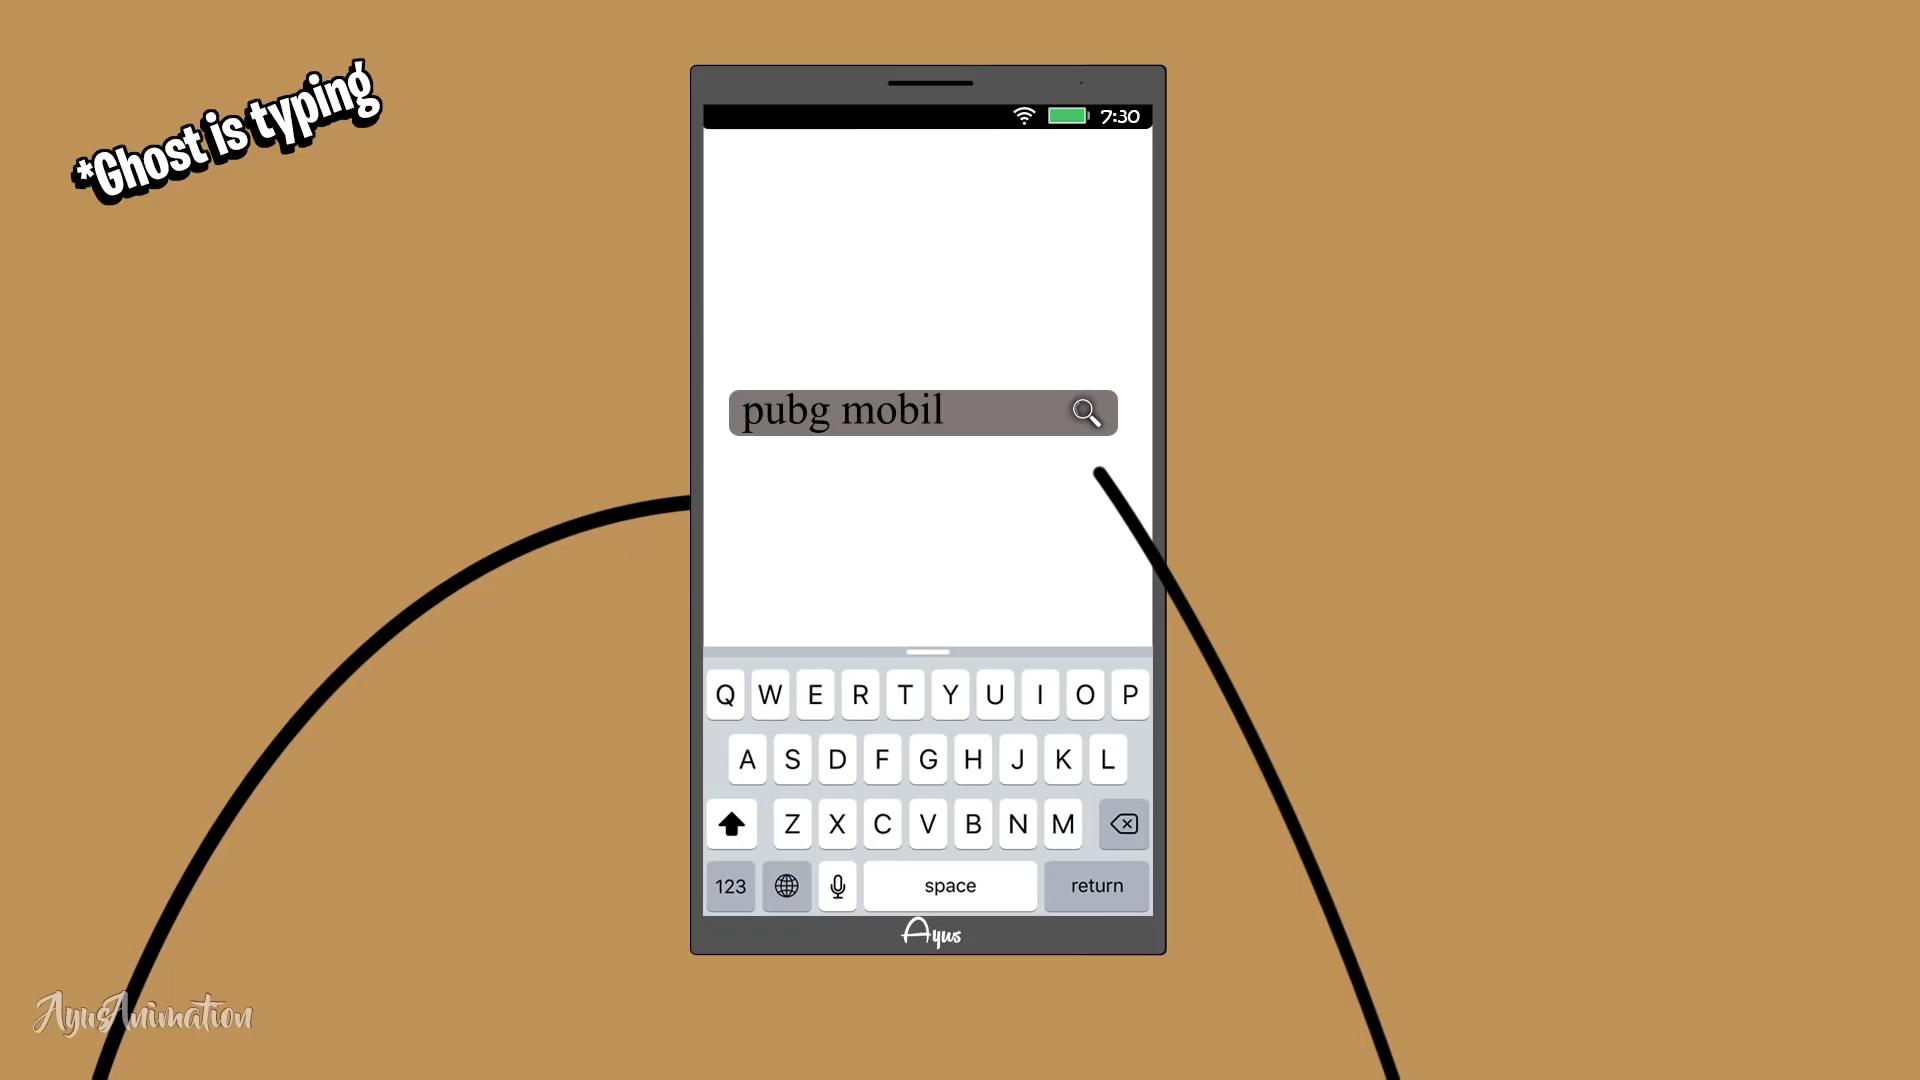 *Ghost is typing
7:30
pubg mobil
Q W E R T Y U I O P
A S D F G H J K L
Z X C V B N M
123 space return
Ayus
AyusAnimation